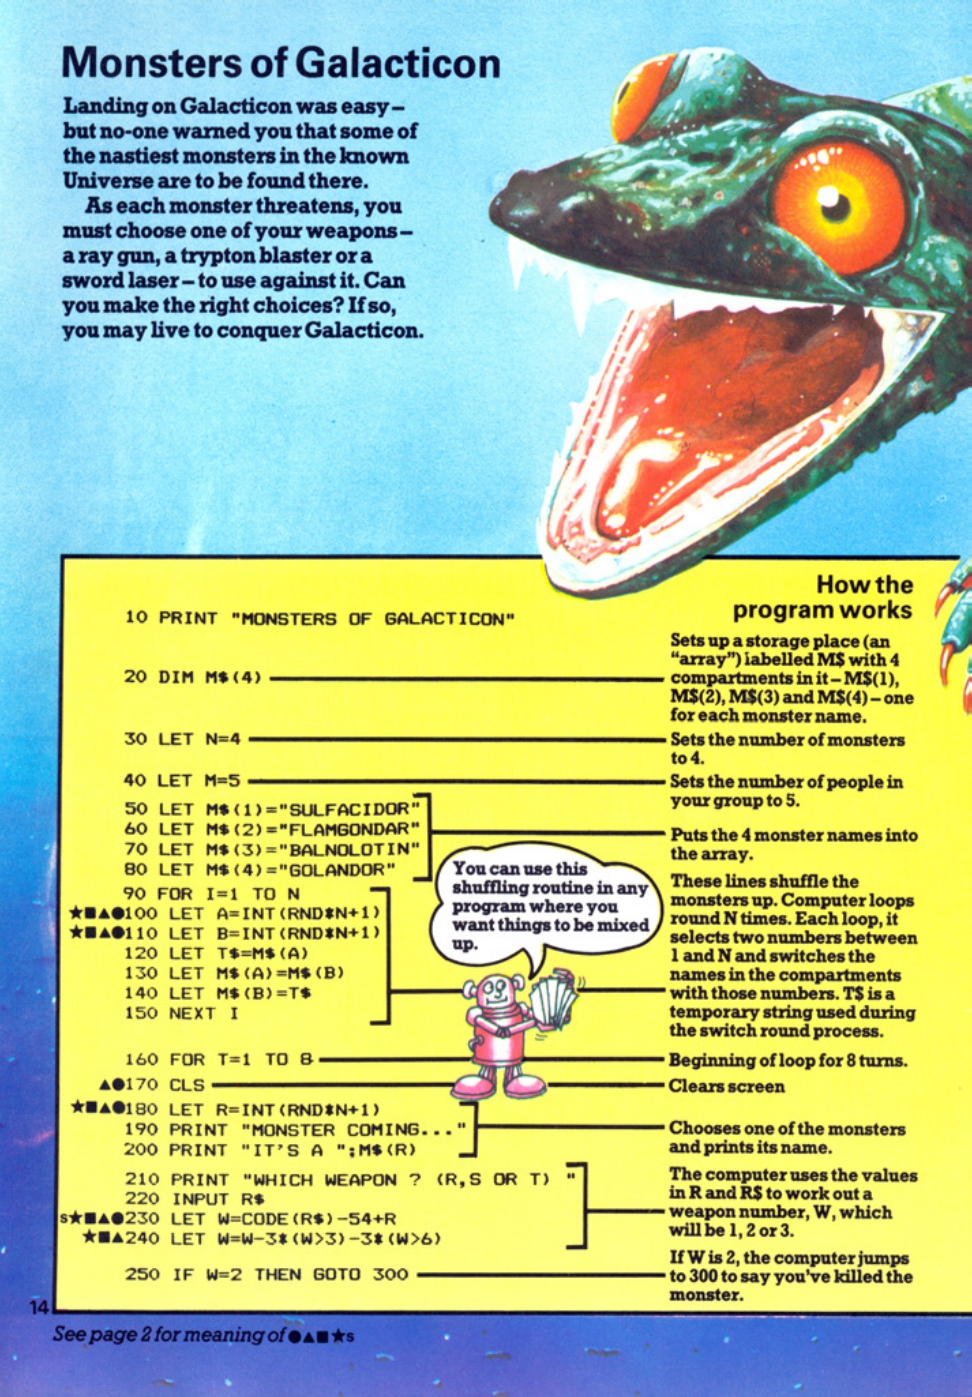 Monsters of Galacticon
Landing on Galacticon was easy –
but no-one warned you that some of
the nastiest monsters in the known
Universe are to be found there.
As each monster threatens, you
must choose one of your weapons –
a ray gun, a trypton blaster or a
sword laser – to use against it. Can
you make the right choices? If so,
you may live to conquer Galacticon.
How the
program works
10 PRINT "MONSTERS OF GALACTICON"
20 DIM M$(4)
Sets up a storage place (an
"array") labelled M$ with 4
compartments in it – M$(1),
M$(2), M$(3) and M$(4) – one
for each monster name.
30 LET N=4
Sets the number of monsters
to 4.
40 LET M=5
Sets the number of people in
your group to 5.
50 LET M$(1)="SULFACIDOR"
60 LET M$(2)="FLAMGONDAR"
70 LET M$(3)="BALNOLOTIN"
80 LET M$(4)="GOLANDOR"
Puts the 4 monster names into
the array.
90 FOR I=1 TO N
★■▲●100 LET A=INT(RND*N+1)
★■▲●110 LET B=INT(RND*N+1)
120 LET T$=M$(A)
130 LET M$(A)=M$(B)
140 LET M$(B)=T$
150 NEXT I
You can use this
shuffling routine in any
program where you
want things to be mixed
up.
These lines shuffle the
monsters up. Computer loops
round N times. Each loop, it
selects two numbers between
1 and N and switches the
names in the compartments
with those numbers. T$ is a
temporary string used during
the switch round process.
160 FOR T=1 TO 8
Beginning of loop for 8 turns.
▲●170 CLS
Clears screen
★■▲●180 LET R=INT(RND*N+1)
190 PRINT "MONSTER COMING..."
200 PRINT "IT'S A ";M$(R)
Chooses one of the monsters
and prints its name.
210 PRINT "WHICH WEAPON ? (R,S OR T) "
220 INPUT R$
s★■▲●230 LET W=CODE(R$)-54+R
★■▲240 LET W=W-3*(W>3)-3*(W>6)
The computer uses the values
in R and R$ to work out a
weapon number, W, which
will be 1, 2 or 3.
250 IF W=2 THEN GOTO 300
If W is 2, the computer jumps
to 300 to say you've killed the
monster.
14
See page 2 for meaning of ●▲■★s